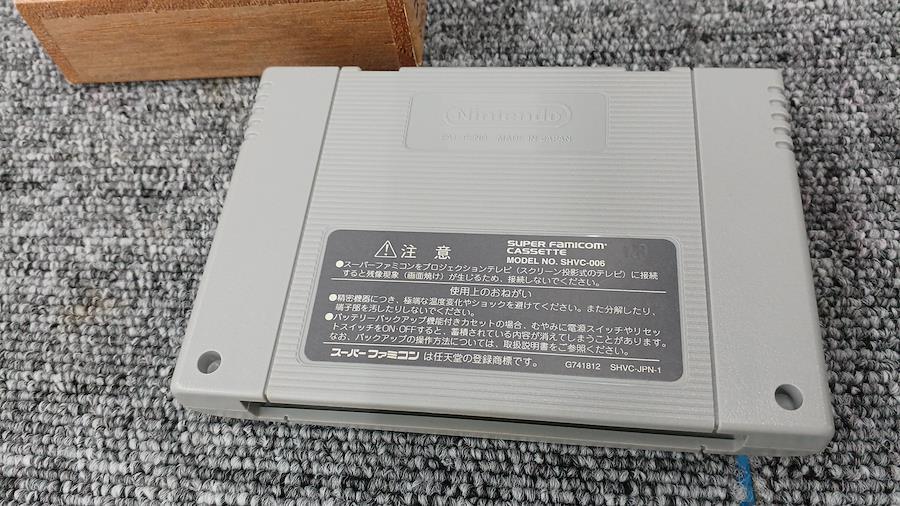 Nintendo
MADE IN JAPAN
⚠注 意
SUPER FAMICOM
CASSETTE
MODEL NO. SHVC-006
●スーパーファミコンをプロジェクションテレビ（スクリーン投影式のテレビ）に接続
すると残像現象（画面焼け）が生じるため、接続しないでください。
使用上のおねがい
●精密機器につき、極端な温度変化やショックを避けてください。また分解したり、
端子部を汚したりしないでください。
●バッテリーバックアップ機能付きカセットの場合、むやみに電源スイッチやリセッ
トスイッチをON·OFFすると、蓄積されている内容が消えてしまうことがあります。
なお、バックアップの操作方法については、取扱説明書をご参照ください。
スーパーファミコン は任天堂の登録商標です。
G741812 SHVC-JPN-1